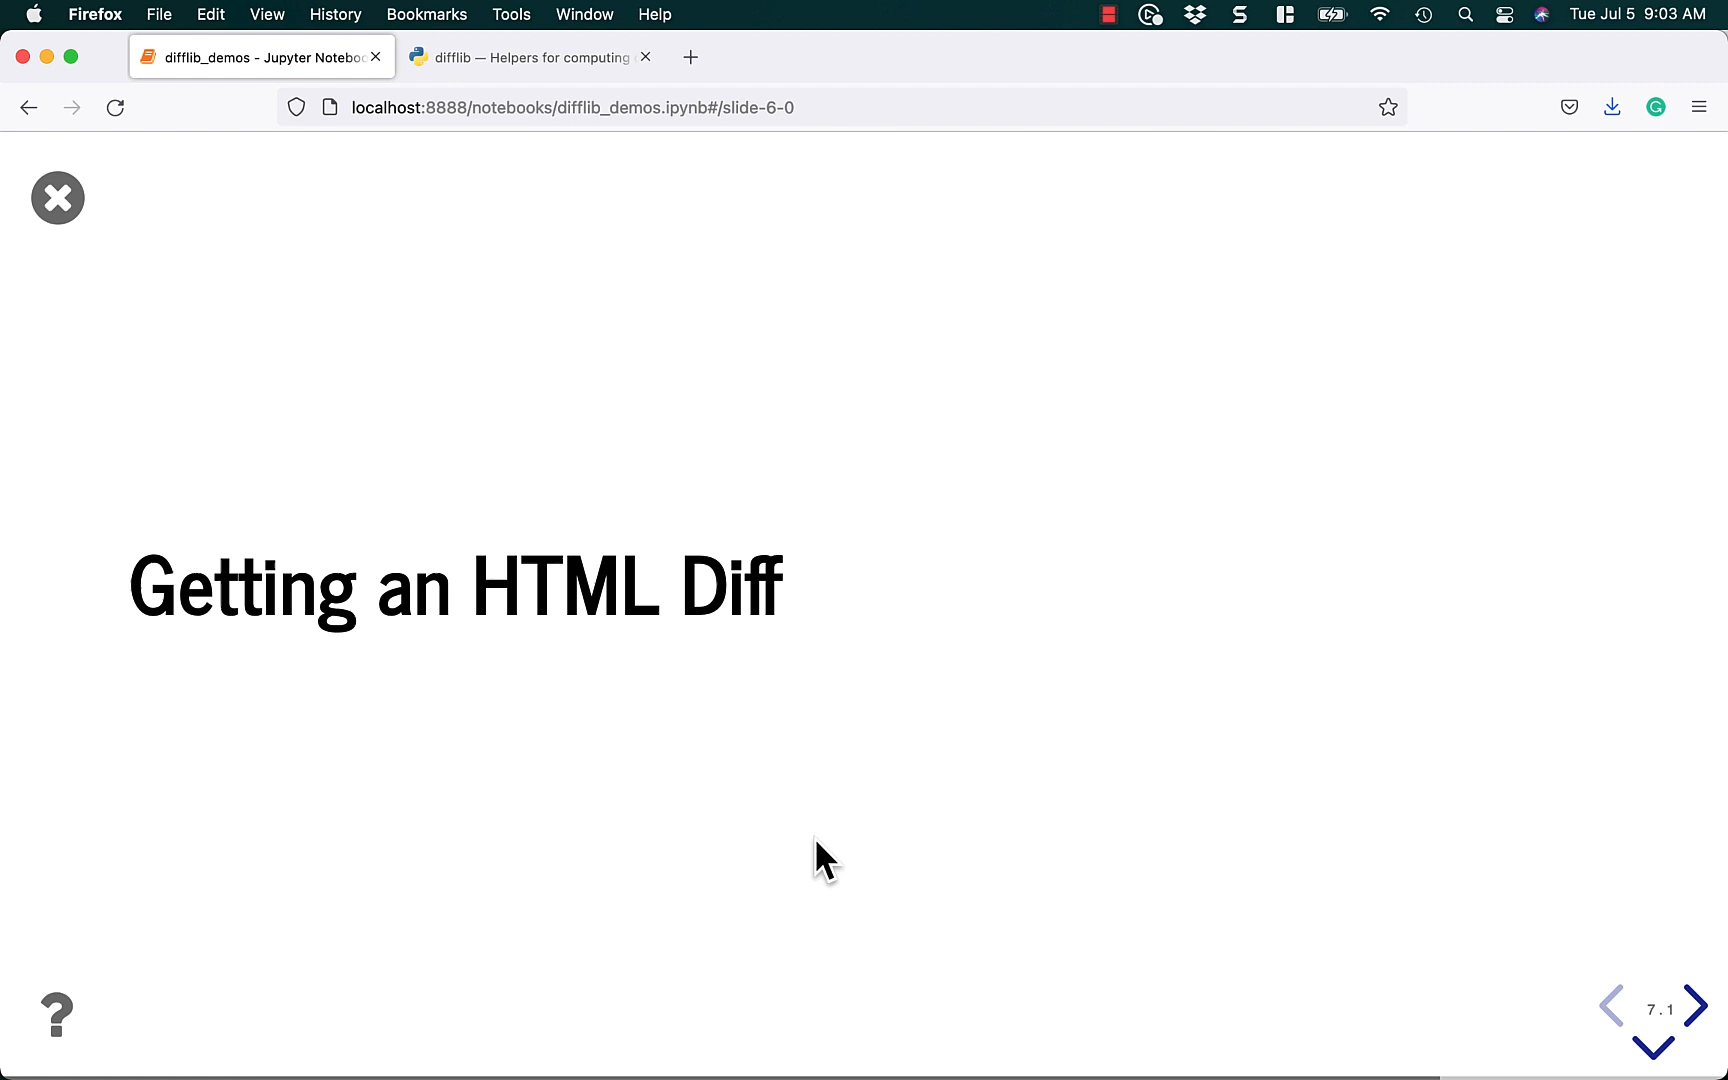 Firefox File Edit View History Bookmarks Tools Window Help Tue Jul 5 9:03 AM
difflib_demos - Jupyter Noteboo difflib — Helpers for computing
localhost:8888/notebooks/difflib_demos.ipynb#/slide-6-0
Getting an HTML Diff
?
7.1